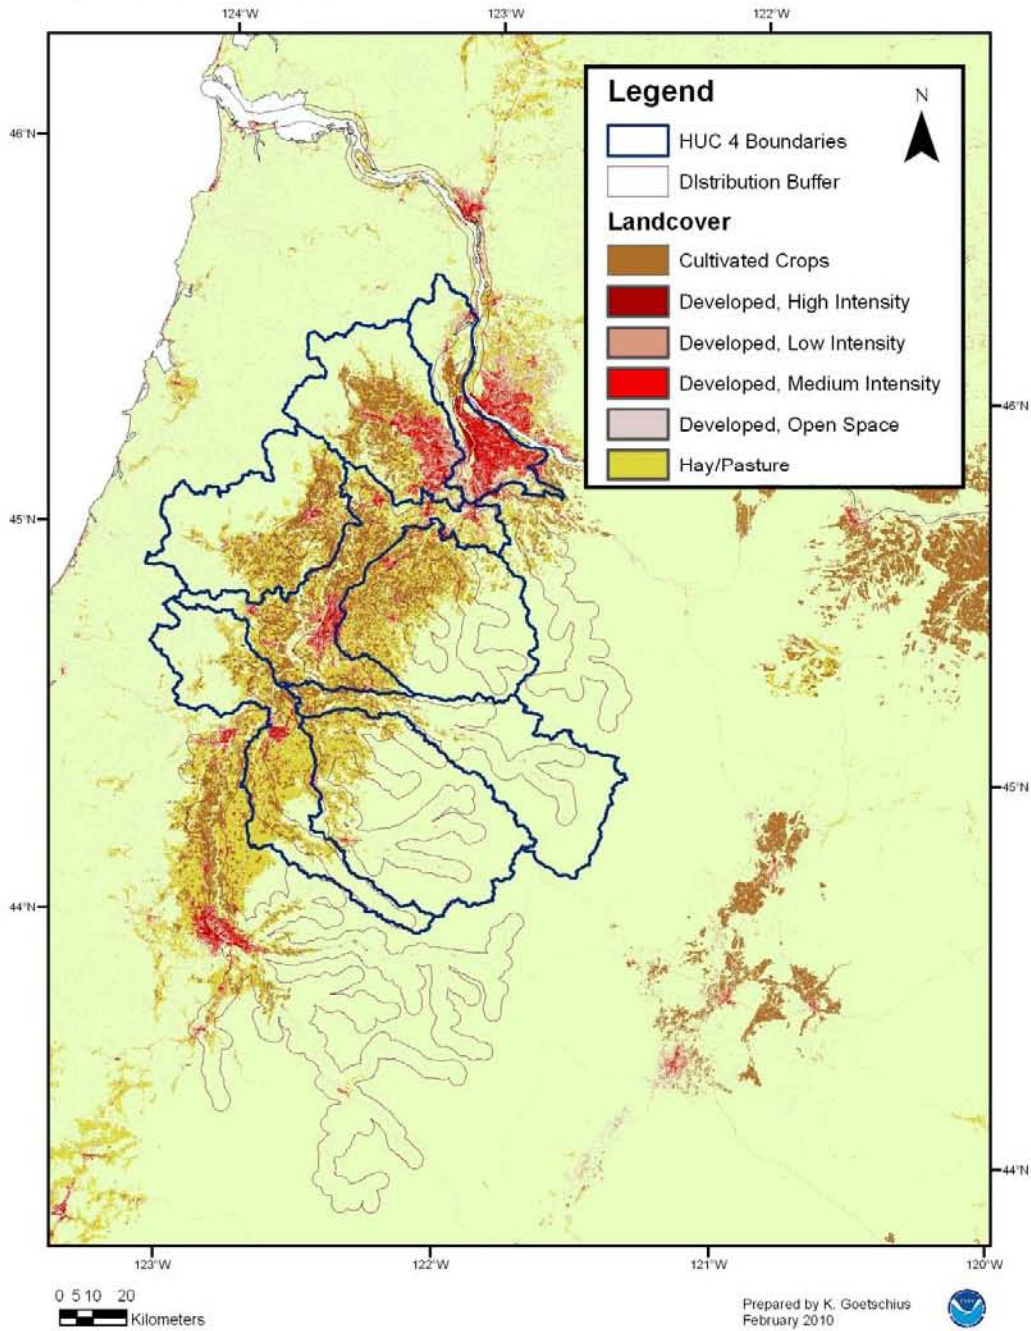 124°W 123°W 122°W
Legend
N
HUC 4 Boundaries
DIstribution Buffer
Landcover
Cultivated Crops
Developed, High Intensity
Developed, Low Intensity
Developed, Medium Intensity
Developed, Open Space
Hay/Pasture
46°N
46°N
45°N
45°N
44°N
44°N
123°W 122°W 121°W 120°W
0 5 10 20
Kilometers
Prepared by K. Goetschius
February 2010